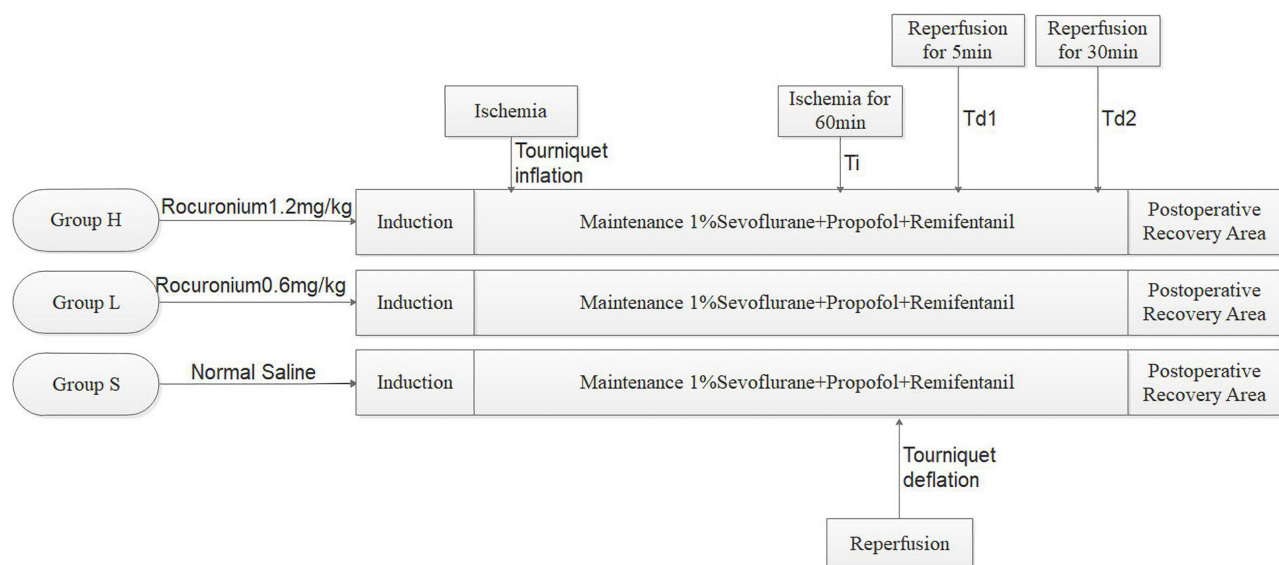 Reperfusion
for 5min
Reperfusion
for 30min
Ischemia
Ischemia for
60min
Td1
Td2
Tourniquet
inflation
Ti
Group H
Rocuronium1.2mg/kg
Induction
Maintenance 1%Sevoflurane+Propofol+Remifentanil
Postoperative
Recovery Area
Group L
Rocuronium0.6mg/kg
Induction
Maintenance 1%Sevoflurane+Propofol+Remifentanil
Postoperative
Recovery Area
Group S
Normal Saline
Induction
Maintenance 1%Sevoflurane+Propofol+Remifentanil
Postoperative
Recovery Area
Tourniquet
deflation
Reperfusion